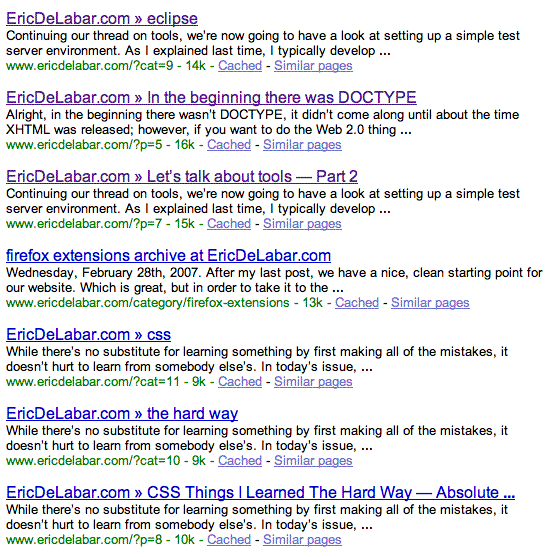 EricDeLabar.com » eclipse
Continuing our thread on tools, we're now going to have a look at setting up a simple test
server environment. As I explained last time, I typically develop ...
www.ericdelabar.com/?cat=9 - 14k - Cached - Similar pages
EricDeLabar.com » In the beginning there was DOCTYPE
Alright, in the beginning there wasn't DOCTYPE, it didn't come along until about the time
XHTML was released; however, if you want to do the Web 2.0 thing ...
www.ericdelabar.com/?p=5 - 16k - Cached - Similar pages
EricDeLabar.com » Let's talk about tools — Part 2
Continuing our thread on tools, we're now going to have a look at setting up a simple test
server environment. As I explained last time, I typically develop ...
www.ericdelabar.com/?p=7 - 15k - Cached - Similar pages
firefox extensions archive at EricDeLabar.com
Wednesday, February 28th, 2007. After my last post, we have a nice, clean starting point for
our website. Which is great, but in order to take it to the ...
www.ericdelabar.com/category/firefox-extensions - 13k - Cached - Similar pages
EricDeLabar.com » css
While there's no substitute for learning something by first making all of the mistakes, it
doesn't hurt to learn from somebody else's. In today's issue, ...
www.ericdelabar.com/?cat=11 - 9k - Cached - Similar pages
EricDeLabar.com » the hard way
While there's no substitute for learning something by first making all of the mistakes, it
doesn't hurt to learn from somebody else's. In today's issue, ...
www.ericdelabar.com/?cat=10 - 9k - Cached - Similar pages
EricDeLabar.com » CSS Things I Learned The Hard Way — Absolute ...
While there's no substitute for learning something by first making all of the mistakes, it
doesn't hurt to learn from somebody else's. In today's issue, ...
www.ericdelabar.com/?p=8 - 10k - Cached - Similar pages